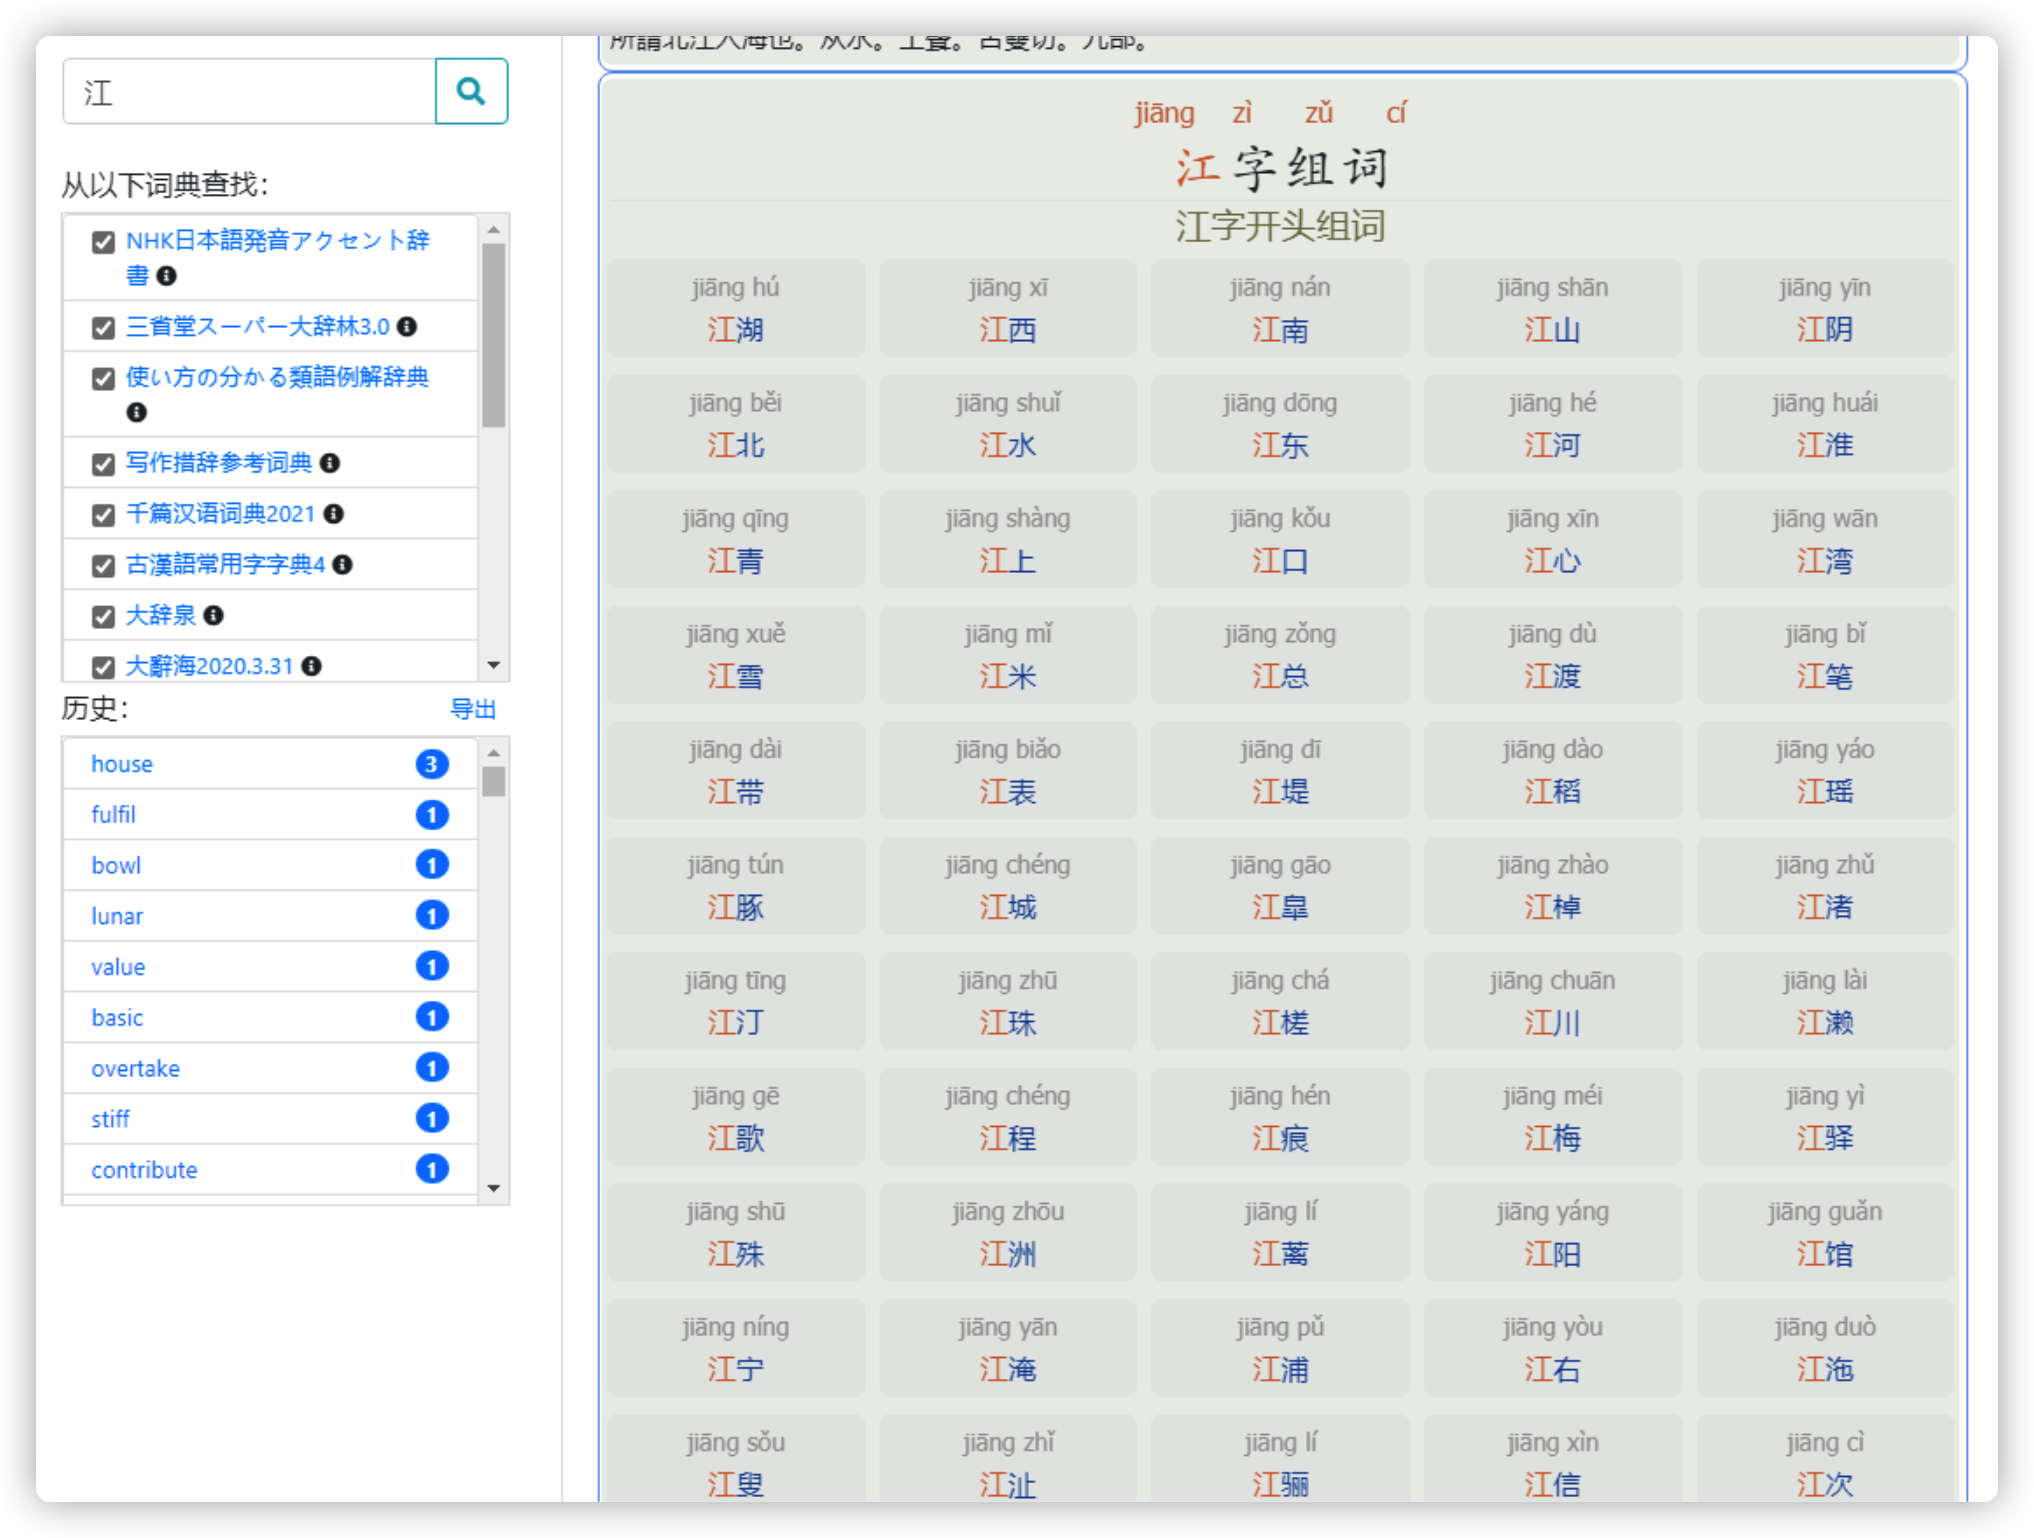 江
从以下词典查找：
NHK日本語発音アクセント辞
書
三省堂スーパー大辞林3.0
使い方の分かる類語例解辞典
写作措辞参考词典
千篇汉语词典2021
古漢語常用字字典4
大辞泉
大辭海2020.3.31
历史： 导出
house 3
fulfil 1
bowl 1
lunar 1
value 1
basic 1
overtake 1
stiff 1
contribute 1
所謂北江入海也。从水。工聲。古雙切。九部。
jiāng zì zǔ cí
江字组词
江字开头组词
jiāng hú jiāng xī jiāng nán jiāng shān jiāng yīn
江湖 江西 江南 江山 江阴
jiāng běi jiāng shuǐ jiāng dōng jiāng hé jiāng huái
江北 江水 江东 江河 江淮
jiāng qīng jiāng shàng jiāng kǒu jiāng xīn jiāng wān
江青 江上 江口 江心 江湾
jiāng xuě jiāng mǐ jiāng zǒng jiāng dù jiāng bǐ
江雪 江米 江总 江渡 江笔
jiāng dài jiāng biǎo jiāng dī jiāng dào jiāng yáo
江带 江表 江堤 江稻 江瑶
jiāng tún jiāng chéng jiāng gāo jiāng zhào jiāng zhǔ
江豚 江城 江皋 江棹 江渚
jiāng tīng jiāng zhū jiāng chá jiāng chuān jiāng lài
江汀 江珠 江槎 江川 江濑
jiāng gē jiāng chéng jiāng hén jiāng méi jiāng yì
江歌 江程 江痕 江梅 江驿
jiāng shū jiāng zhōu jiāng lí jiāng yáng jiāng guǎn
江殊 江洲 江蓠 江阳 江馆
jiāng níng jiāng yān jiāng pǔ jiāng yòu jiāng duò
江宁 江淹 江浦 江右 江沲
jiāng sǒu jiāng zhǐ jiāng lí jiāng xìn jiāng cì
江叟 江沚 江骊 江信 江次